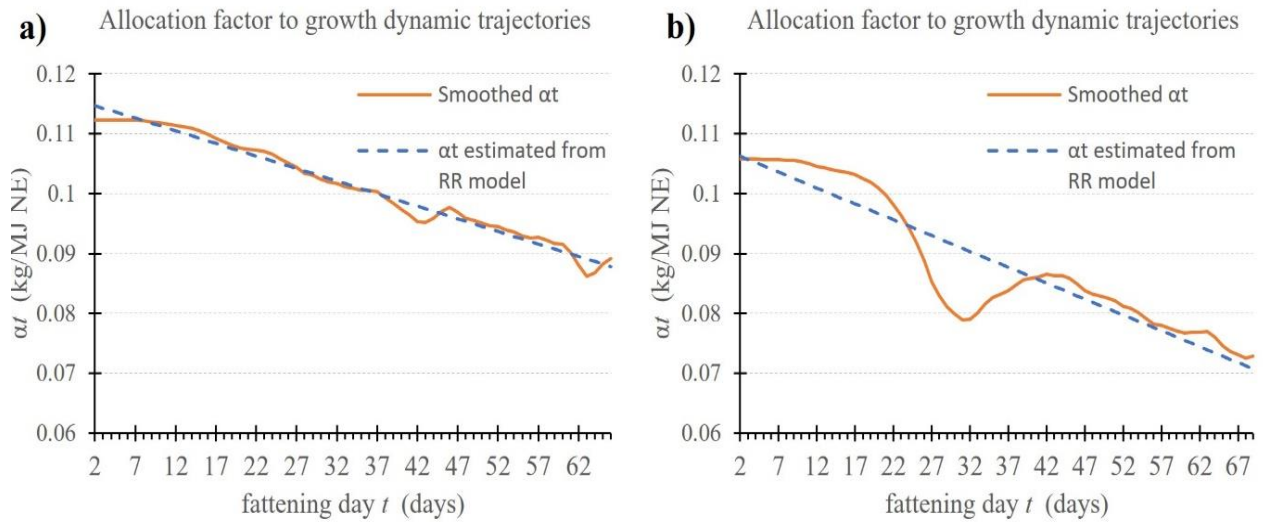 a)
Allocation factor to growth dynamic trajectories
0.12
0.11
0.1
0.09
0.08
0.07
0.06
αt (kg/MJ NE)
Smoothed αt
αt estimated from
RR model
2 7 12 17 22 27 32 37 42 47 52 57 62
fattening day t (days)
b)
Allocation factor to growth dynamic trajectories
0.12
0.11
0.1
0.09
0.08
0.07
0.06
αt (kg/MJ NE)
Smoothed αt
αt estimated from
RR model
2 7 12 17 22 27 32 37 42 47 52 57 62 67
fattening day t (days)